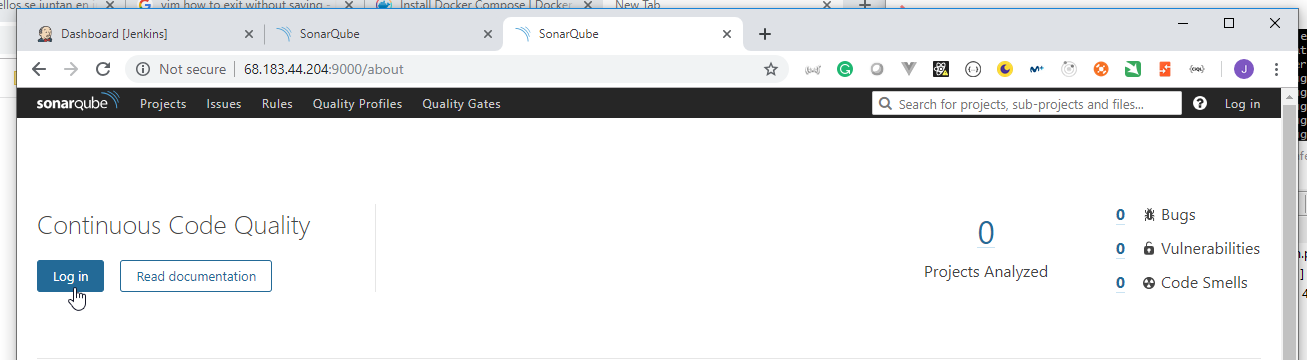 ellos se juntan en
vim how to exit without saving -
Install Docker Compose | Docker
New Tab
Dashboard [Jenkins]
SonarQube
SonarQube
Not secure | 68.183.44.204:9000/about
J
sonarqube Projects Issues Rules Quality Profiles Quality Gates
Search for projects, sub-projects and files...
Log in
Continuous Code Quality
Log in
Read documentation
0
Projects Analyzed
0 Bugs
0 Vulnerabilities
0 Code Smells